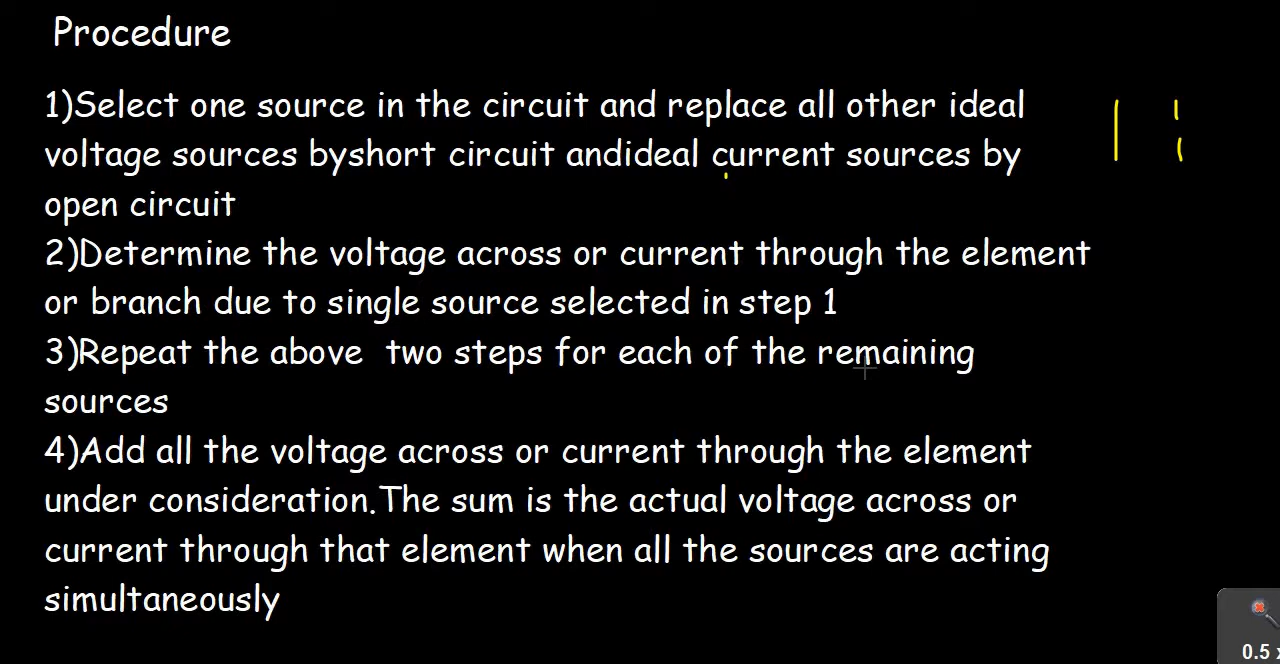 Procedure
1)Select one source in the circuit and replace all other ideal
voltage sources byshort circuit andideal current sources by
open circuit
2)Determine the voltage across or current through the element
or branch due to single source selected in step 1
3)Repeat the above  two steps for each of the remaining
sources
4)Add all the voltage across or current through the element
under consideration.The sum is the actual voltage across or
current through that element when all the sources are acting
simultaneously
0.5 x